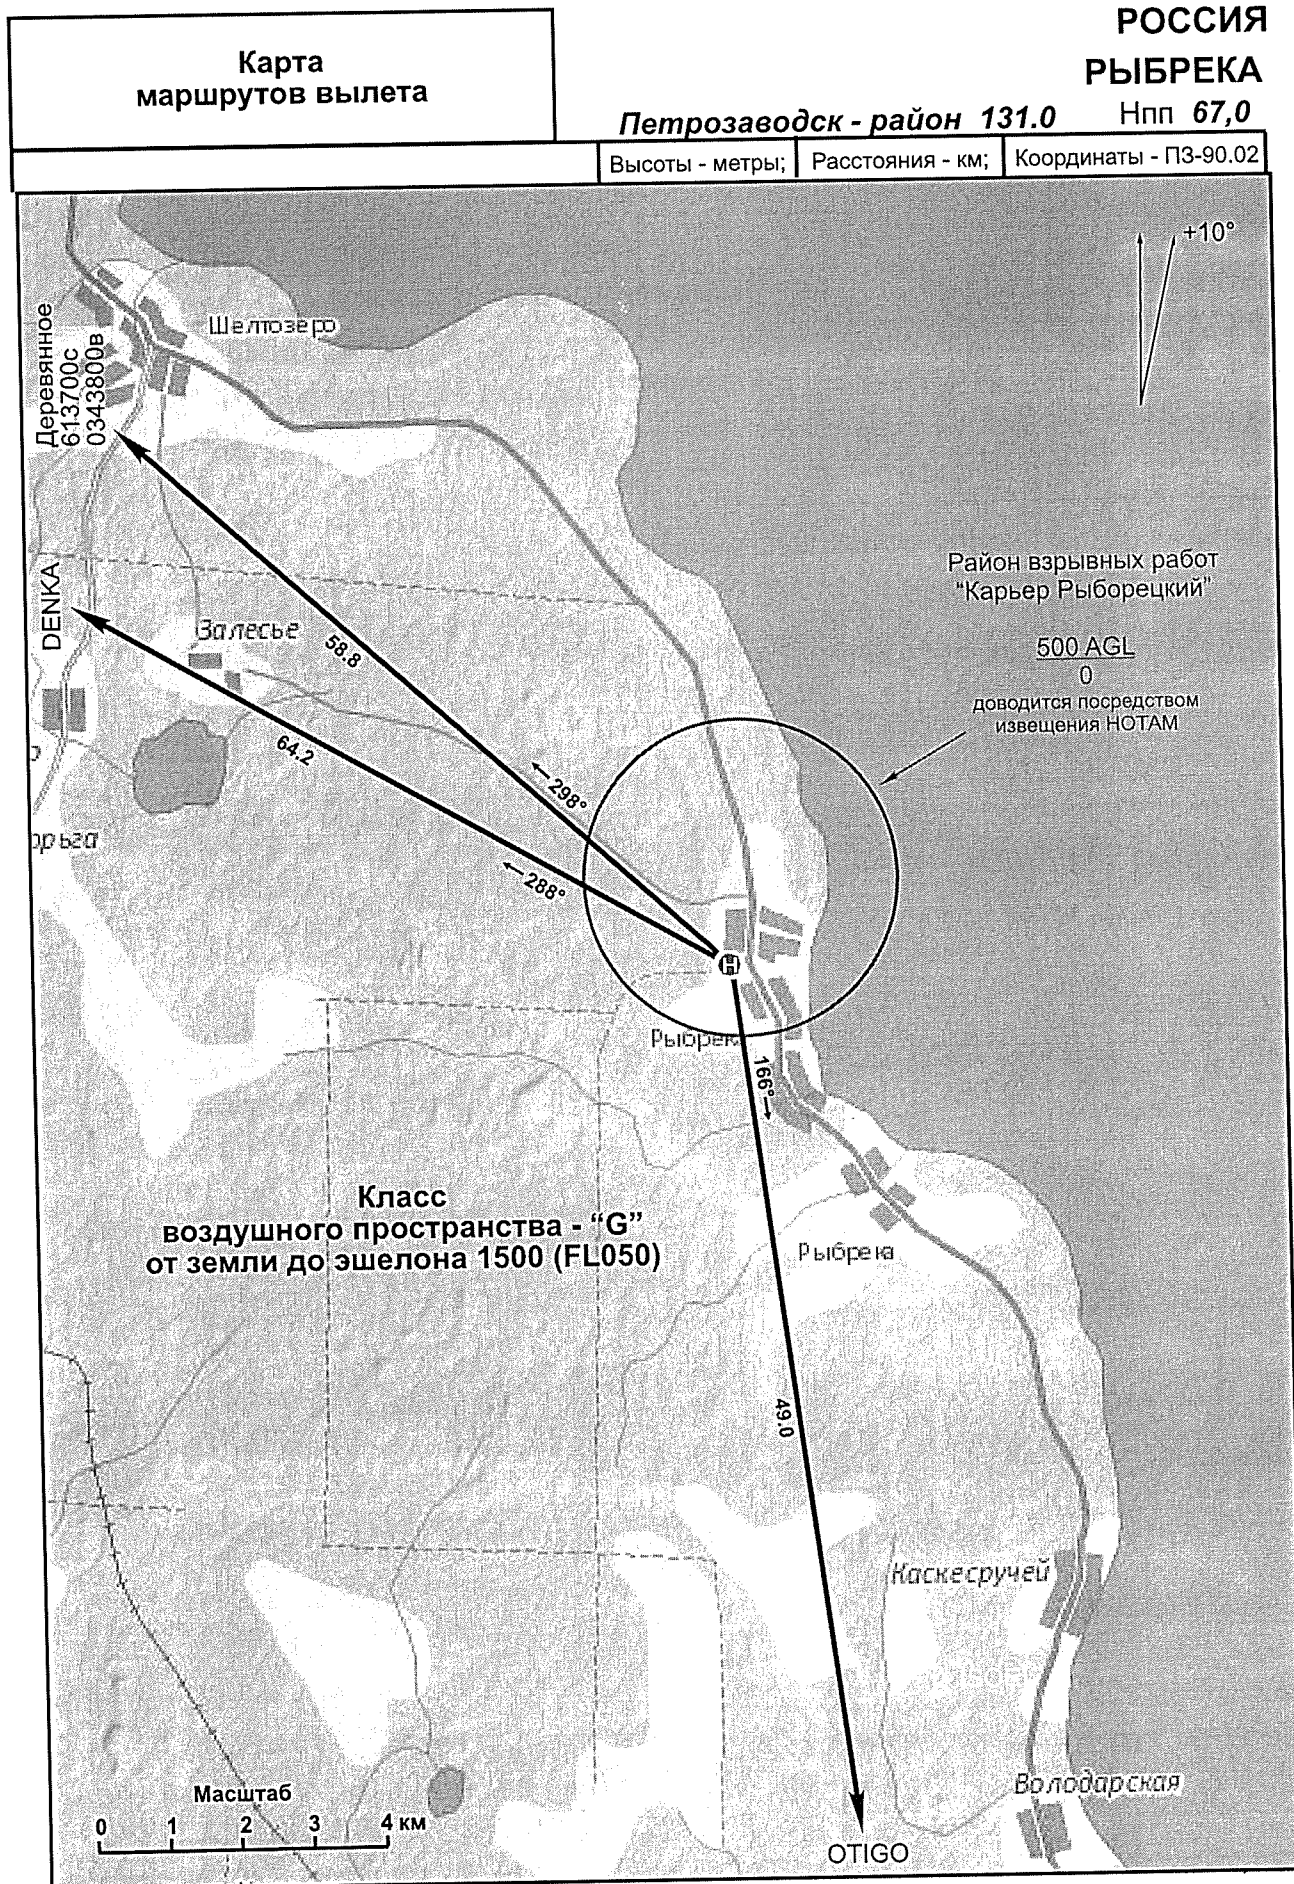 Карта
маршрутов вылета
РОССИЯ
РЫБРЕКА
Петрозаводск - район 131.0
Нпп 67,0
Высоты - метры;
Расстояния - км;
Координаты - ПЗ-90.02
+10°
Шелтозеро
Деревянное
613700с
0343800в
DENKA
Залесье
58.8
64.2
Район взрывных работ
“Карьер Рыборецкий”
500 AGL
0
доводится посредством
извещения НОТАМ
←298°
←288°
орьга
H
Рыбрека
166°→
Класс
воздушного пространства - “G”
от земли до эшелона 1500 (FL050)
Рыбрека
49.0
Каскесручей
Володарская
Масштаб
0 1 2 3 4 км
OTIGO